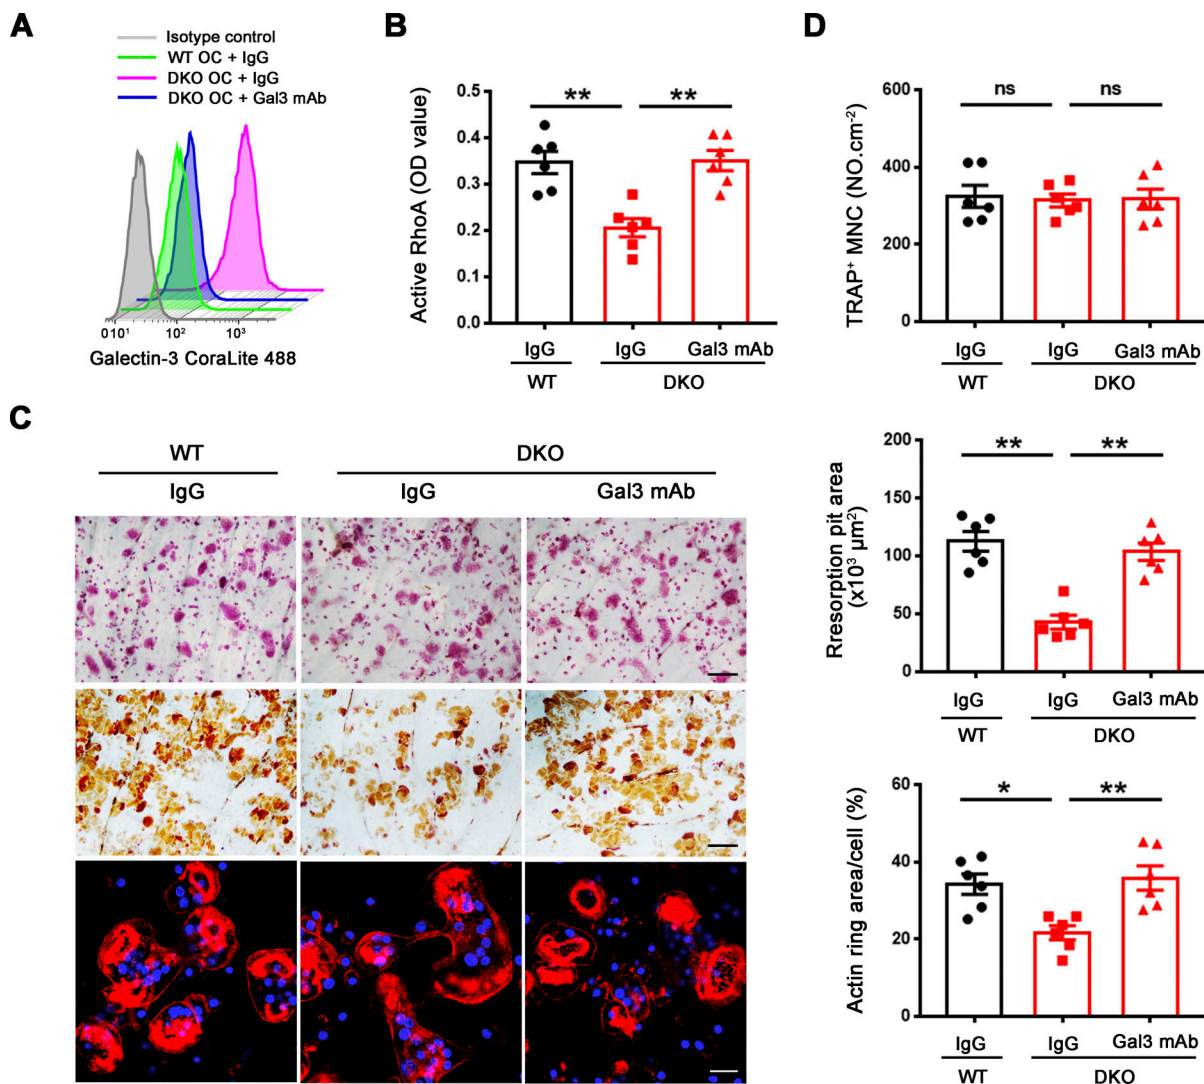 A
Isotype control
WT OC + IgG
DKO OC + IgG
DKO OC + Gal3 mAb
010¹ 10² 10³
Galectin-3 CoraLite 488
B
Active RhoA (OD value)
0.5
0.4
0.3
0.2
0.1
0.0
** **
IgG IgG Gal3 mAb
WT DKO
D
TRAP⁺ MNC (NO.cm⁻²)
600
400
200
0
ns ns
IgG IgG Gal3 mAb
WT DKO
C
WT DKO
IgG IgG Gal3 mAb
Rresorption pit area
(x10³ µm²)
200
150
100
50
0
** **
IgG IgG Gal3 mAb
WT DKO
Actin ring area/cell (%)
60
40
20
0
* **
IgG IgG Gal3 mAb
WT DKO